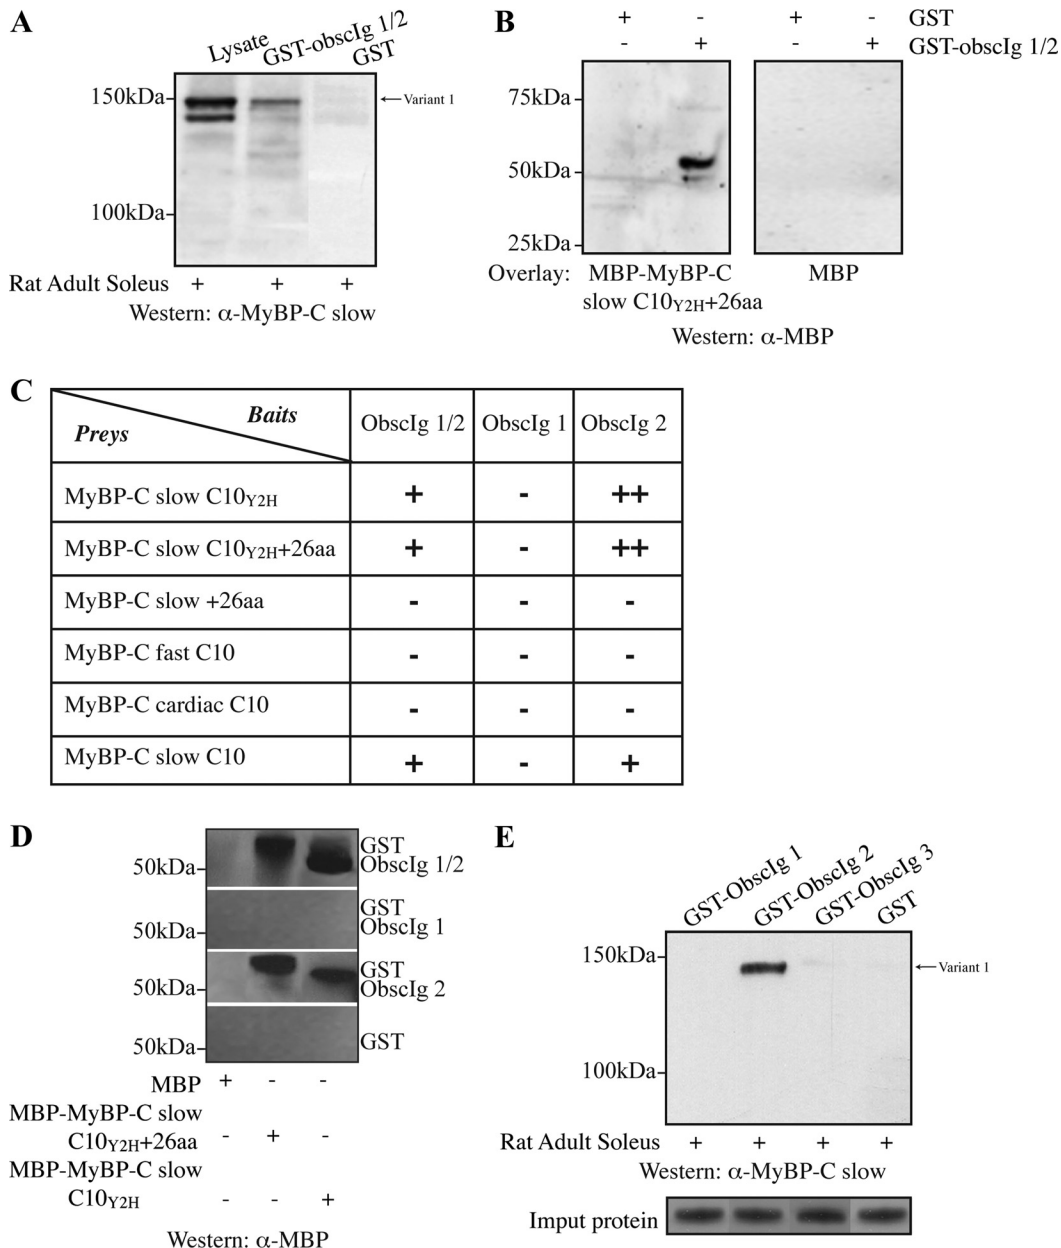 A
Lysate
GST-obscIg 1/2
GST
150kDa
Variant 1
100kDa
Rat Adult Soleus + + +
Western: α-MyBP-C slow
B
+ - + - GST
- + - + GST-obscIg 1/2
75kDa
50kDa
25kDa
Overlay: MBP-MyBP-C MBP
slow C10Y2H+26aa
Western: α-MBP
C
Baits
Preys
ObscIg 1/2 ObscIg 1 ObscIg 2
MyBP-C slow C10Y2H + - ++
MyBP-C slow C10Y2H+26aa + - ++
MyBP-C slow +26aa - - -
MyBP-C fast C10 - - -
MyBP-C cardiac C10 - - -
MyBP-C slow C10 + - +
D
GST
50kDa ObscIg 1/2
GST
50kDa ObscIg 1
GST
50kDa ObscIg 2
50kDa GST
MBP + - -
MBP-MyBP-C slow
C10Y2H+26aa - + -
MBP-MyBP-C slow
C10Y2H - - +
Western: α-MBP
E
GST-ObscIg 1
GST-ObscIg 2
GST-ObscIg 3
GST
150kDa
Variant 1
100kDa
Rat Adult Soleus + + + +
Western: α-MyBP-C slow
Imput protein